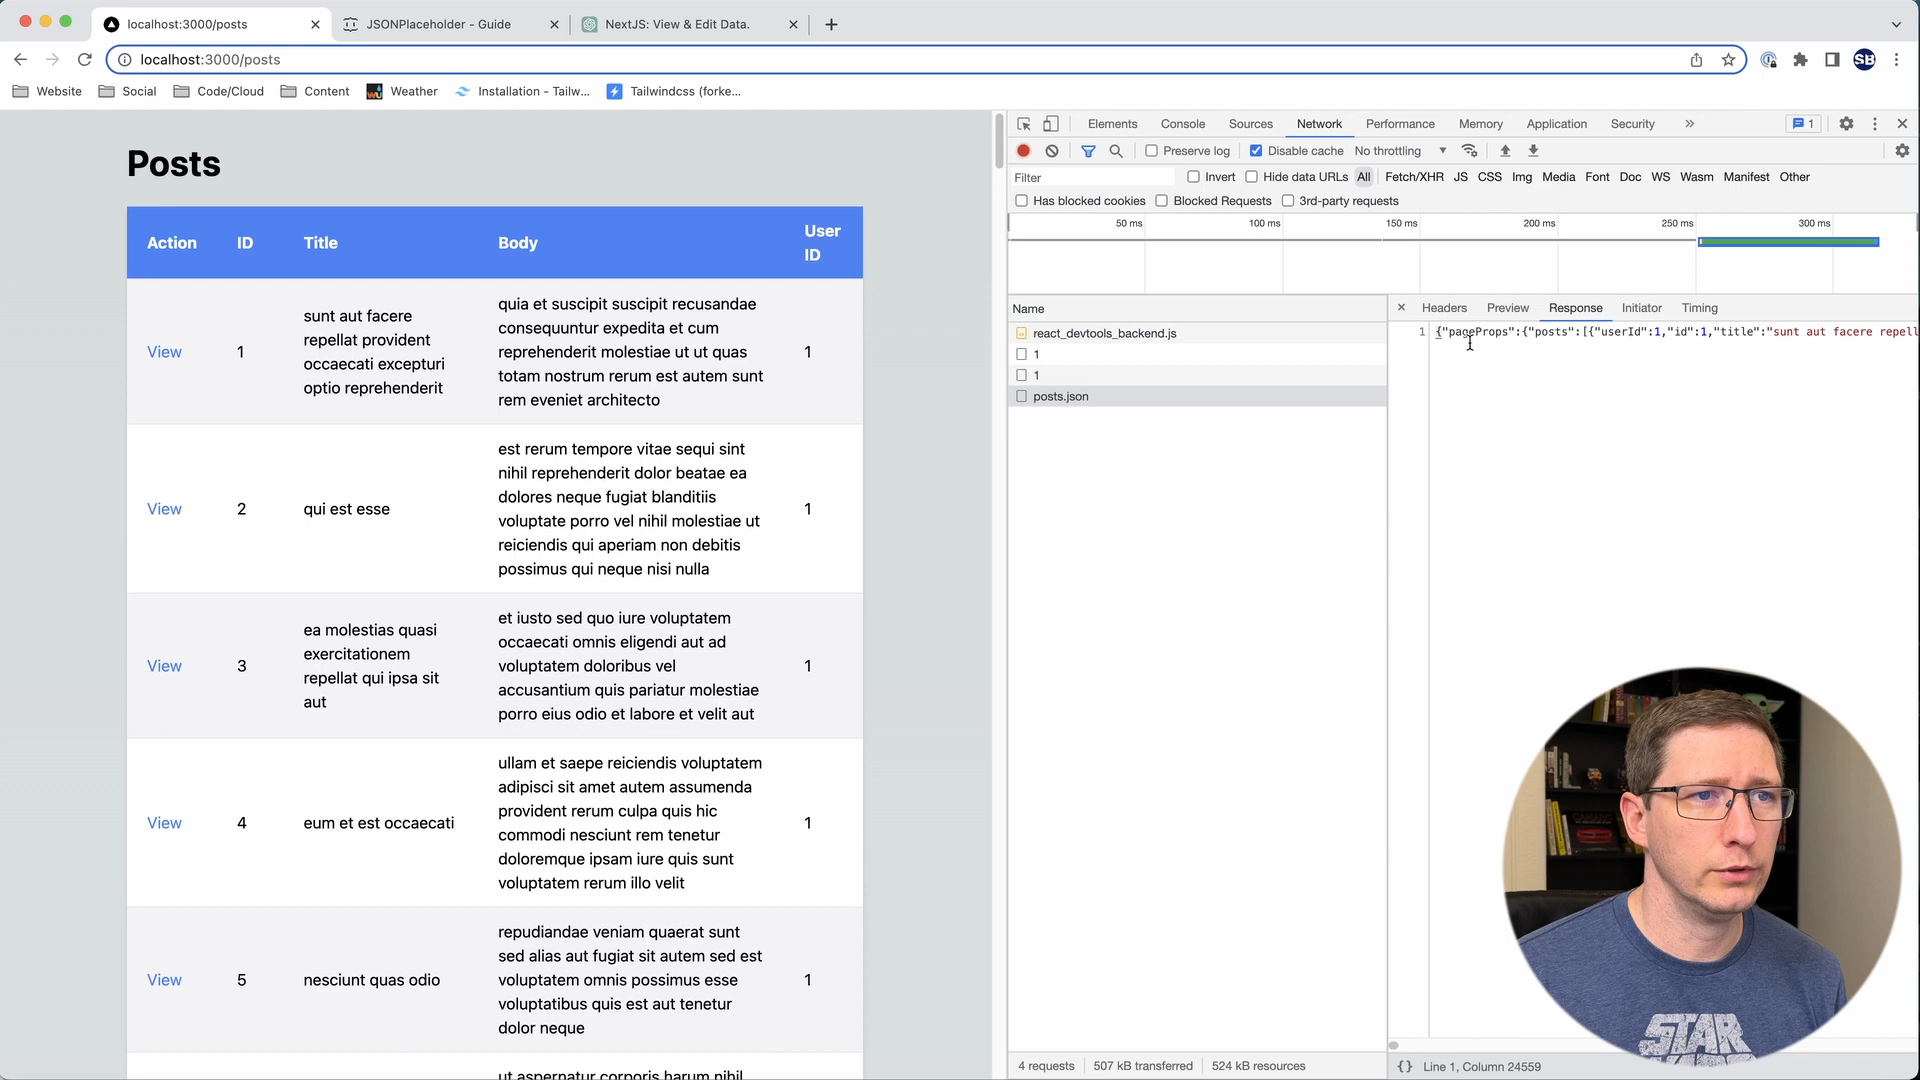 localhost:3000/posts
JSONPlaceholder - Guide
NextJS: View & Edit Data.
localhost:3000/posts
SB
Website
Social
Code/Cloud
Content
Weather
Installation - Tailw...
Tailwindcss (forke...
Posts
Action ID Title Body User ID
View 1
sunt aut facere
repellat provident
occaecati excepturi
optio reprehenderit
quia et suscipit suscipit recusandae
consequuntur expedita et cum
reprehenderit molestiae ut ut quas
totam nostrum rerum est autem sunt
rem eveniet architecto
1
View 2
qui est esse
est rerum tempore vitae sequi sint
nihil reprehenderit dolor beatae ea
dolores neque fugiat blanditiis
voluptate porro vel nihil molestiae ut
reiciendis qui aperiam non debitis
possimus qui neque nisi nulla
1
View 3
ea molestias quasi
exercitationem
repellat qui ipsa sit
aut
et iusto sed quo iure voluptatem
occaecati omnis eligendi aut ad
voluptatem doloribus vel
accusantium quis pariatur molestiae
porro eius odio et labore et velit aut
1
View 4
eum et est occaecati
ullam et saepe reiciendis voluptatem
adipisci sit amet autem assumenda
provident rerum culpa quis hic
commodi nesciunt rem tenetur
doloremque ipsam iure quis sunt
voluptatem rerum illo velit
1
View 5
nesciunt quas odio
repudiandae veniam quaerat sunt
sed alias aut fugiat sit autem sed est
voluptatem omnis possimus esse
voluptatibus quis est aut tenetur
dolor neque
1
ut aspernatur corporis harum nihil
Elements Console Sources Network Performance Memory Application Security » 1
Preserve log Disable cache No throttling
Filter Invert Hide data URLs All Fetch/XHR JS CSS Img Media Font Doc WS Wasm Manifest Other
Has blocked cookies Blocked Requests 3rd-party requests
50 ms 100 ms 150 ms 200 ms 250 ms 300 ms
Name
react_devtools_backend.js
1
1
posts.json
Headers Preview Response Initiator Timing
1 {"pageProps":{"posts":[{"userId":1,"id":1,"title":"sunt aut facere repell
4 requests 507 kB transferred 524 kB resources
{} Line 1, Column 24559
STAR